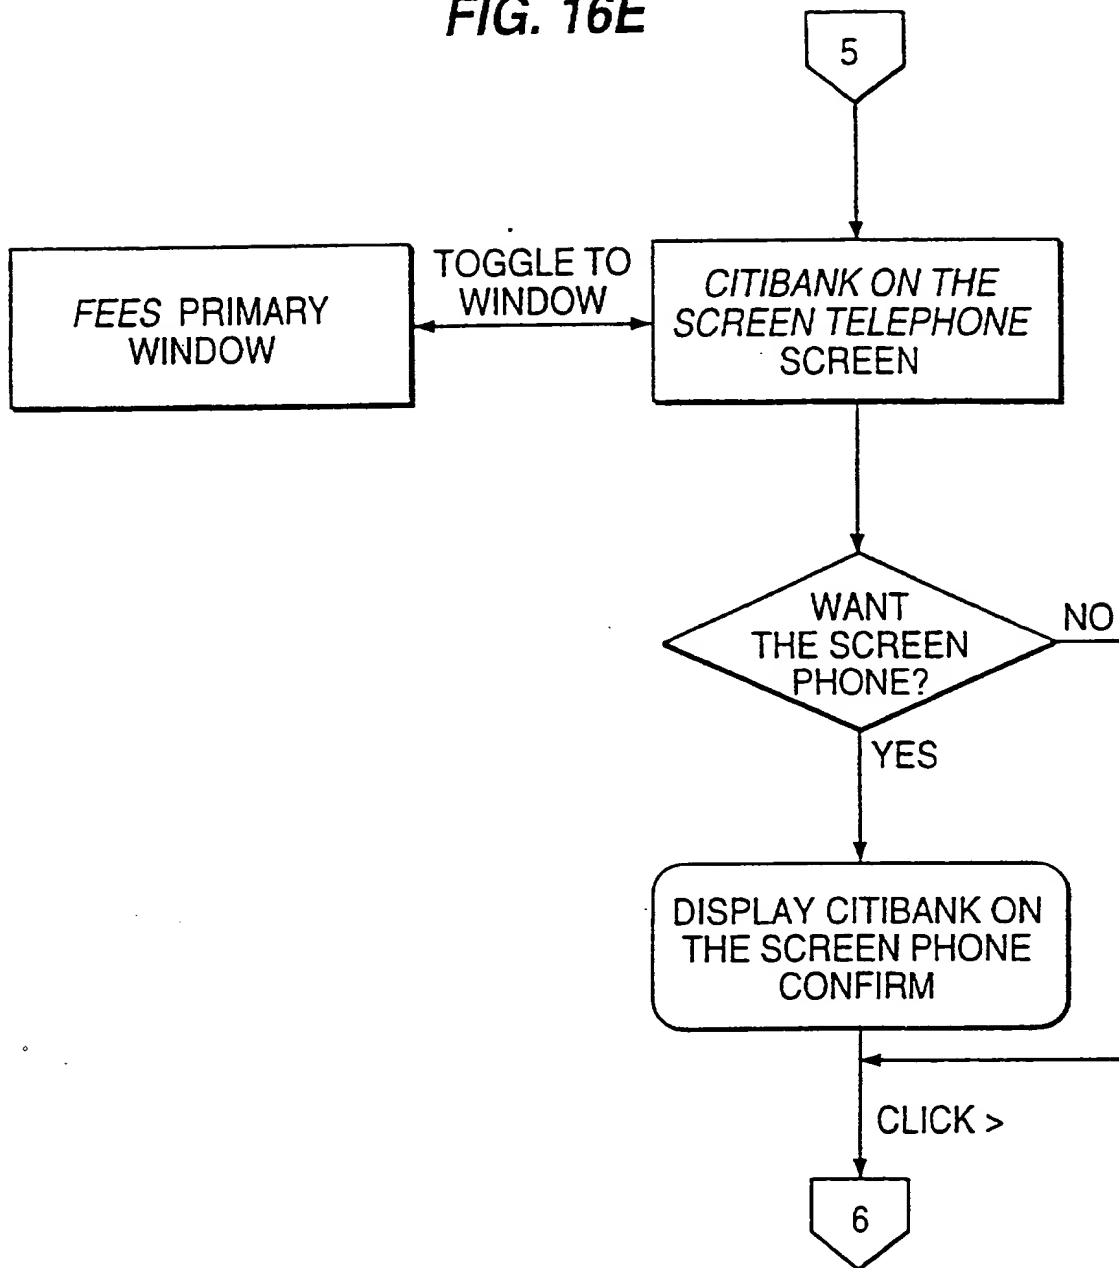 FIG. 16E
5
TOGGLE TO
WINDOW
FEES PRIMARY
WINDOW
CITIBANK ON THE
SCREEN TELEPHONE
SCREEN
WANT
THE SCREEN
PHONE?
NO
YES
DISPLAY CITIBANK ON
THE SCREEN PHONE
CONFIRM
CLICK >
6